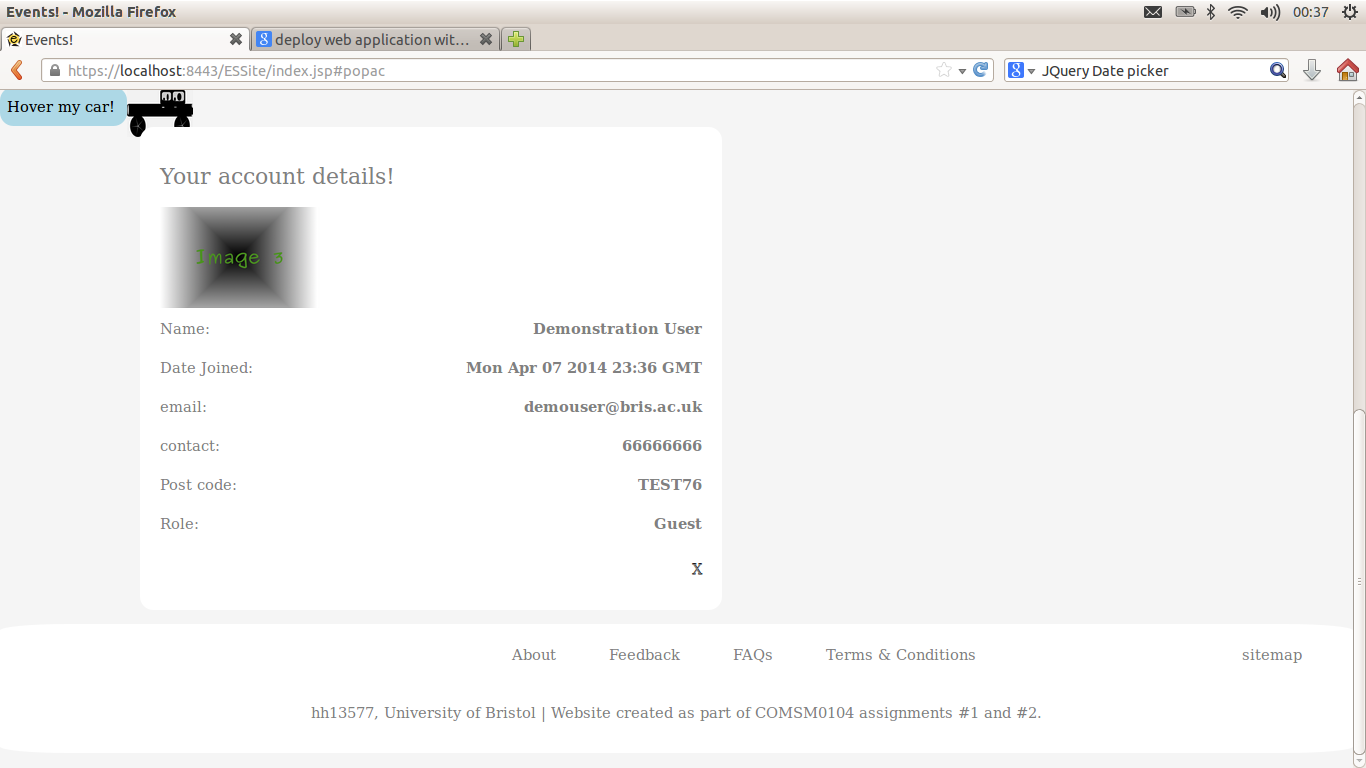 Events! - Mozilla Firefox
00:37
Events!
deploy web application wit...
https://localhost:8443/ESSite/index.jsp#popac
JQuery Date picker
Hover my car!
Your account details!
Image 3
Name: Demonstration User
Date Joined: Mon Apr 07 2014 23:36 GMT
email: demouser@bris.ac.uk
contact: 66666666
Post code: TEST76
Role: Guest
X
About Feedback FAQs Terms & Conditions sitemap
hh13577, University of Bristol | Website created as part of COMSM0104 assignments #1 and #2.